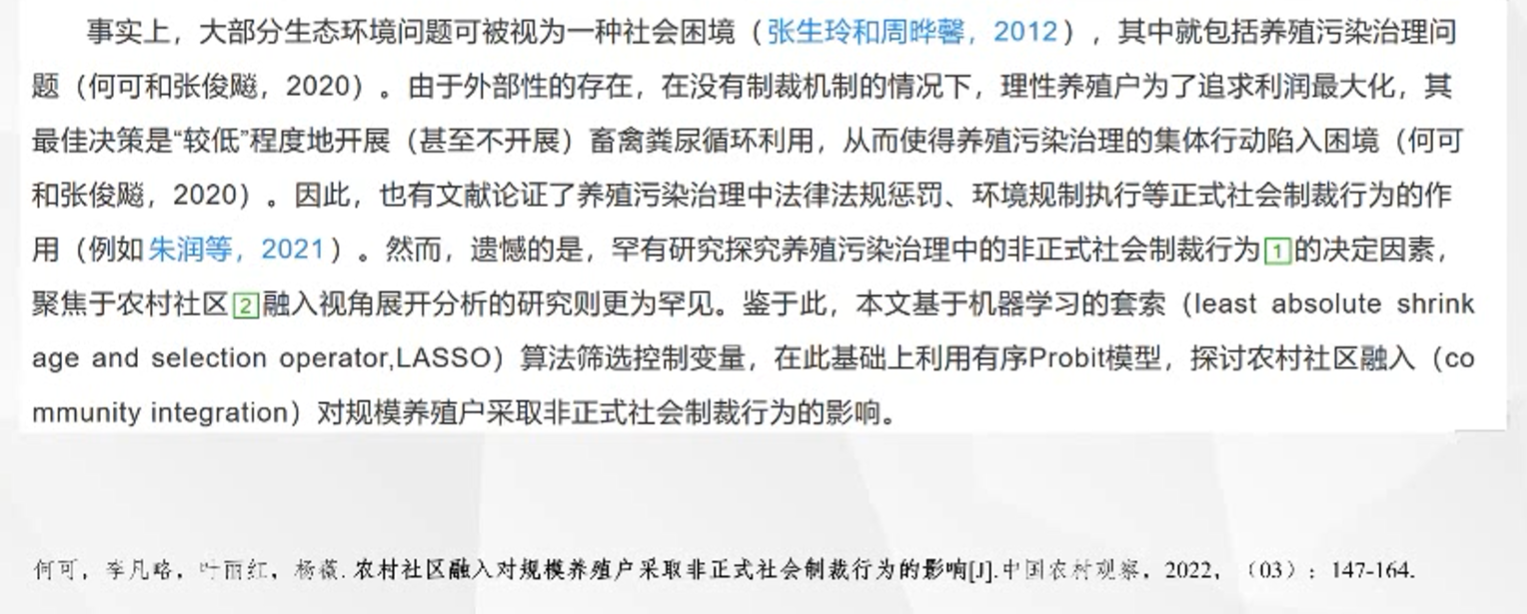 事实上，大部分生态环境问题可被视为一种社会困境（张生玲和周晔馨，2012），其中就包括养殖污染治理问
题（何可和张俊飚，2020）。由于外部性的存在，在没有制裁机制的情况下，理性养殖户为了追求利润最大化，其
最佳决策是“较低”程度地开展（甚至不开展）畜禽粪尿循环利用，从而使得养殖污染治理的集体行动陷入困境（何可
和张俊飚，2020）。因此，也有文献论证了养殖污染治理中法律法规惩罚、环境规制执行等正式社会制裁行为的作
用（例如朱润等，2021）。然而，遗憾的是，罕有研究探究养殖污染治理中的非正式社会制裁行为1的决定因素，
聚焦于农村社区2融入视角展开分析的研究则更为罕见。鉴于此，本文基于机器学习的套索（least absolute shrink
age and selection operator,LASSO）算法筛选控制变量，在此基础上利用有序Probit模型，探讨农村社区融入（co
mmunity integration）对规模养殖户采取非正式社会制裁行为的影响。
何可，李凡略，叶丽红，杨薇.农村社区融入对规模养殖户采取非正式社会制裁行为的影响[J].中国农村观察，2022，（03）：147-164.